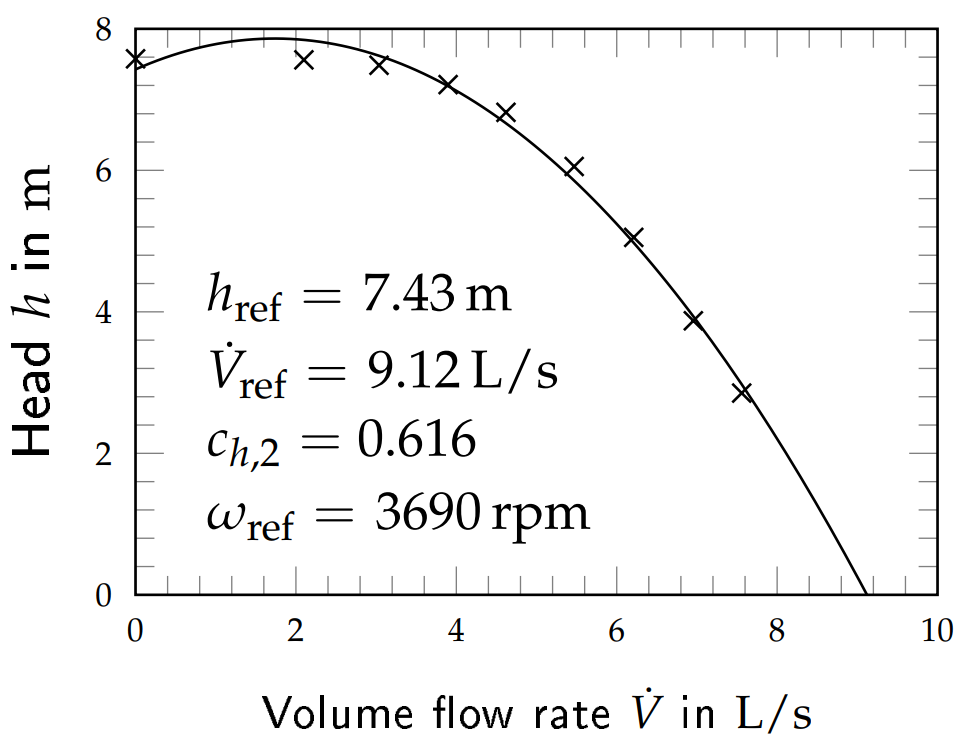 8
6
4
2
0
0 2 4 6 8 10
Head h in m
Volume flow rate V̇ in L/s
h_ref = 7.43 m
V̇_ref = 9.12 L/s
c_h,2 = 0.616
ω_ref = 3690 rpm